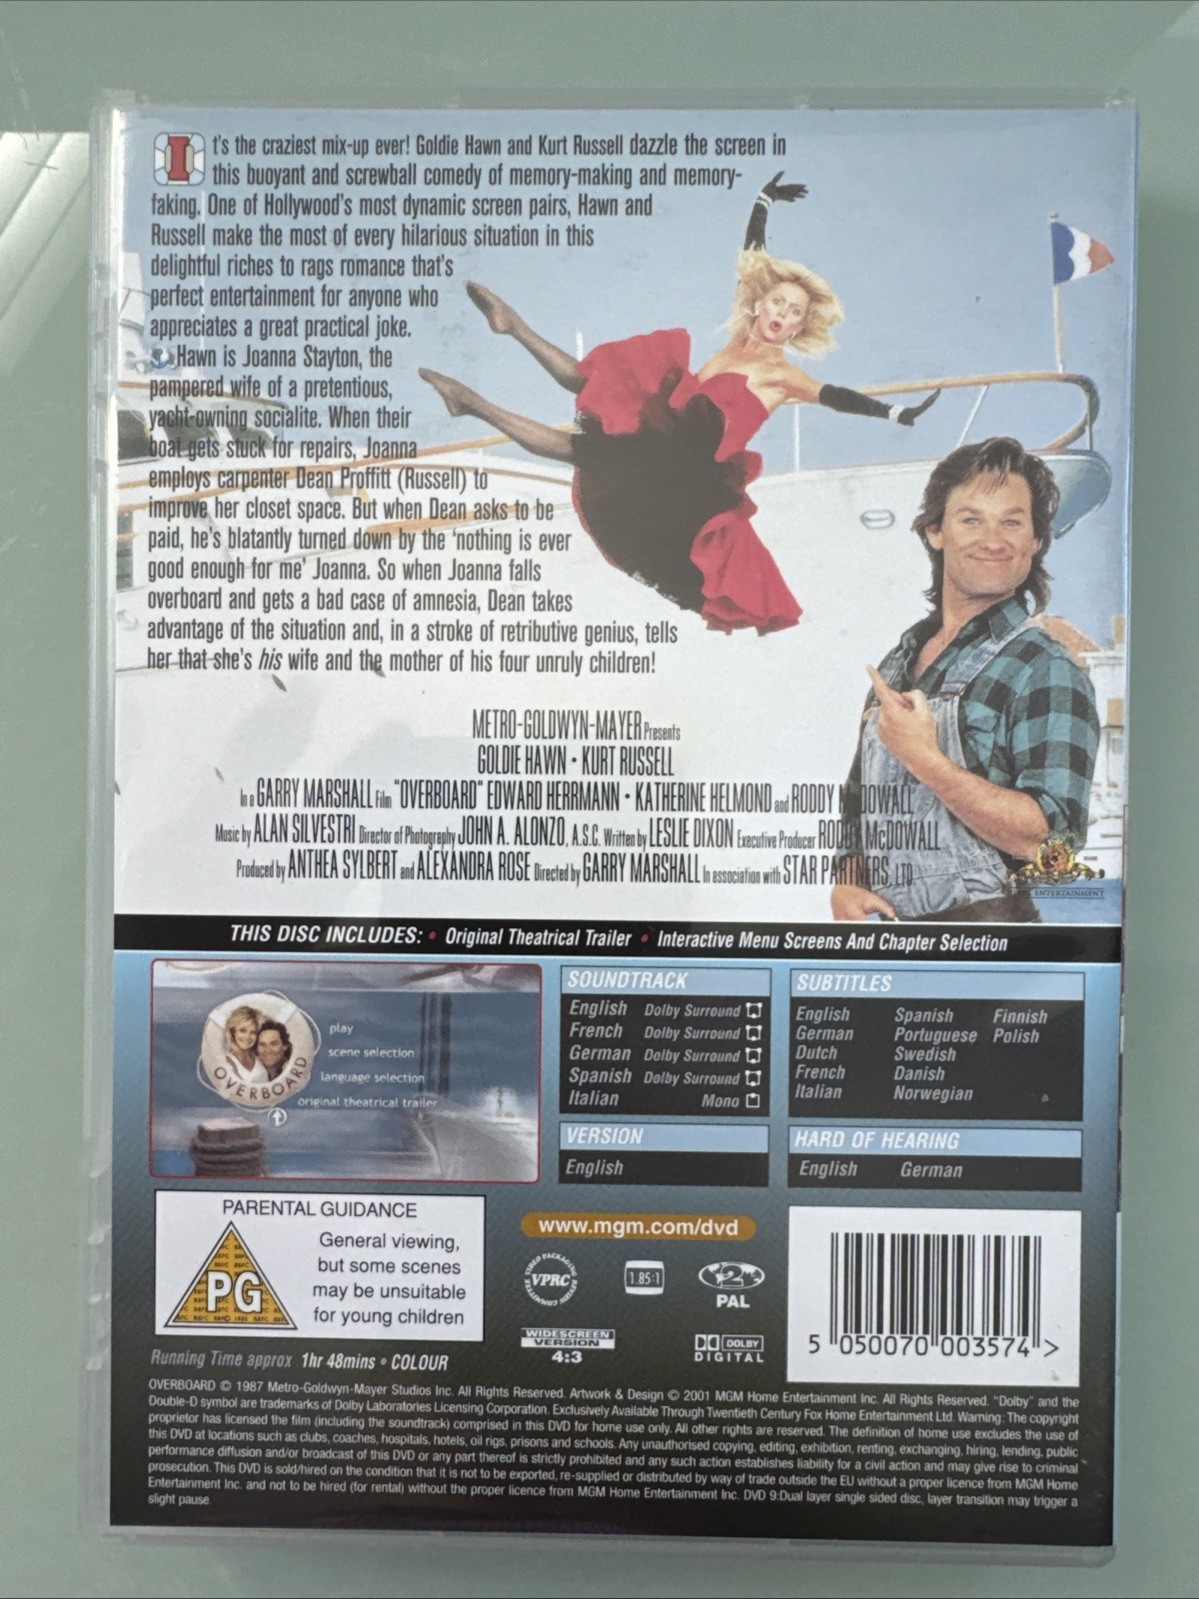 It's the craziest mix-up ever! Goldie Hawn and Kurt Russell dazzle the screen in
this buoyant and screwball comedy of memory-making and memory-
faking. One of Hollywood's most dynamic screen pairs, Hawn and
Russell make the most of every hilarious situation in this
delightful riches to rags romance that's
perfect entertainment for anyone who
appreciates a great practical joke.
Hawn is Joanna Stayton, the
pampered wife of a pretentious,
yacht-owning socialite. When their
boat gets stuck for repairs, Joanna
employs carpenter Dean Proffitt (Russell) to
improve her closet space. But when Dean asks to be
paid, he's blatantly turned down by the 'nothing is ever
good enough for me' Joanna. So when Joanna falls
overboard and gets a bad case of amnesia, Dean takes
advantage of the situation and, in a stroke of retributive genius, tells
her that she's his wife and the mother of his four unruly children!
METRO-GOLDWYN-MAYER Presents
GOLDIE HAWN • KURT RUSSELL
In a GARRY MARSHALL Film "OVERBOARD" EDWARD HERRMANN • KATHERINE HELMOND and RODDY McDOWALL
Music by ALAN SILVESTRI Director of Photography JOHN A. ALONZO, A.S.C. Written by LESLIE DIXON Executive Producer RODDY McDOWALL
Produced by ANTHEA SYLBERT and ALEXANDRA ROSE Directed by GARRY MARSHALL In association with STAR PARTNERS, LTD.
ENTERTAINMENT
THIS DISC INCLUDES: • Original Theatrical Trailer • Interactive Menu Screens And Chapter Selection
OVERBOARD
play
scene selection
language selection
original theatrical trailer
SOUNDTRACK
English Dolby Surround
French Dolby Surround
German Dolby Surround
Spanish Dolby Surround
Italian Mono
VERSION
English
SUBTITLES
English Spanish Finnish
German Portuguese Polish
Dutch Swedish
French Danish
Italian Norwegian
HARD OF HEARING
English German
PARENTAL GUIDANCE
PG
General viewing,
but some scenes
may be unsuitable
for young children
www.mgm.com/dvd
VIDEO PACKAGING REVIEW COMMITTEE
VPRC
1.85:1
2
PAL
WIDESCREEN
VERSION
4:3
DOLBY
DIGITAL
5 050070 003574 >
Running Time approx 1hr 48mins • COLOUR
OVERBOARD © 1987 Metro-Goldwyn-Mayer Studios Inc. All Rights Reserved. Artwork & Design © 2001 MGM Home Entertainment Inc. All Rights Reserved. "Dolby" and the
Double-D symbol are trademarks of Dolby Laboratories Licensing Corporation. Exclusively Available Through Twentieth Century Fox Home Entertainment Ltd. Warning: The copyright
proprietor has licensed the film (including the soundtrack) comprised in this DVD for home use only. All other rights are reserved. The definition of home use excludes the use of
this DVD at locations such as clubs, coaches, hospitals, hotels, oil rigs, prisons and schools. Any unauthorised copying, editing, exhibition, renting, exchanging, hiring, lending, public
performance diffusion and/or broadcast of this DVD or any part thereof is strictly prohibited and any such action establishes liability for a civil action and may give rise to criminal
prosecution. This DVD is sold/hired on the condition that it is not to be exported, re-supplied or distributed by way of trade outside the EU without a proper licence from MGM Home
Entertainment Inc. and not to be hired (for rental) without the proper licence from MGM Home Entertainment Inc. DVD 9:Dual layer single sided disc, layer transition may trigger a
slight pause.